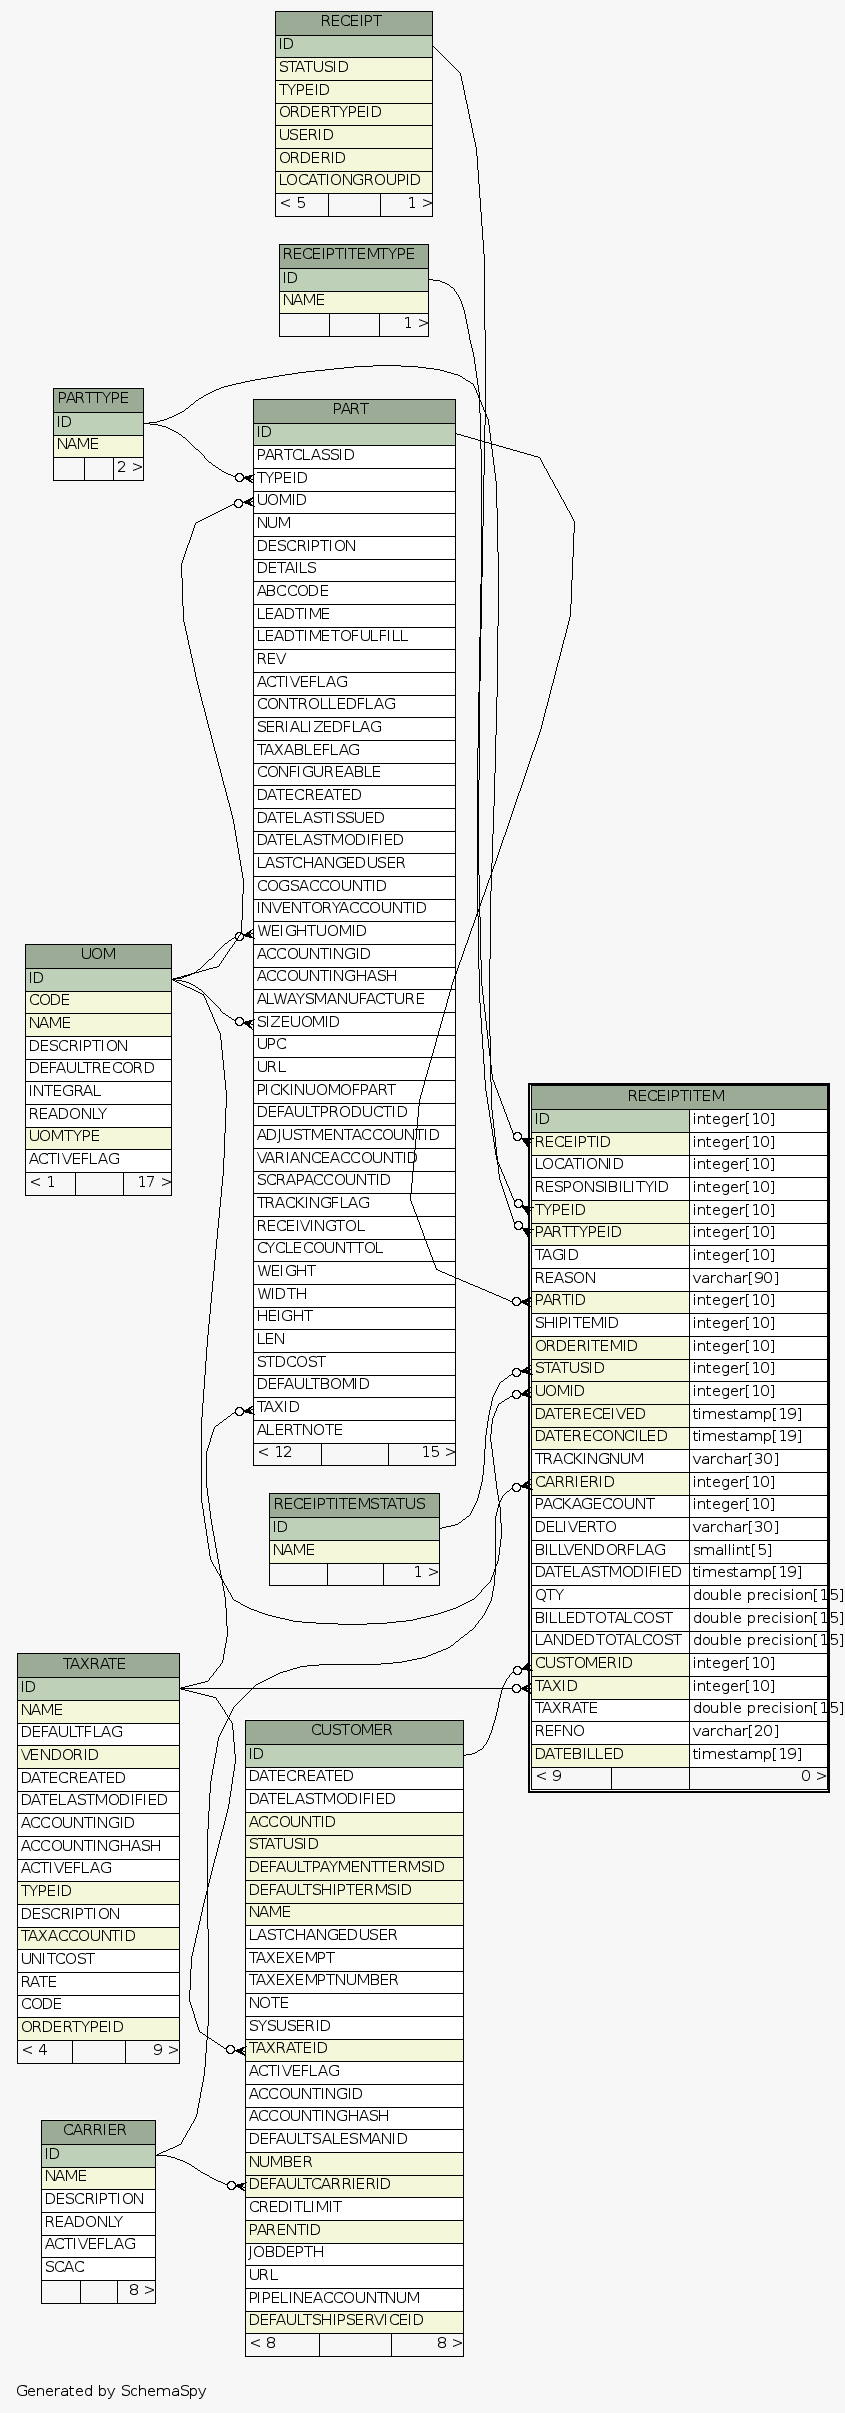 RECEIPT
ID
STATUSID
TYPEID
ORDERTYPEID
USERID
ORDERID
LOCATIONGROUPID
< 5 1 >
RECEIPTITEMTYPE
ID
NAME
1 >
PARTTYPE
ID
NAME
2 >
PART
ID
PARTCLASSID
TYPEID
UOMID
NUM
DESCRIPTION
DETAILS
ABCCODE
LEADTIME
LEADTIMETOFULFILL
REV
ACTIVEFLAG
CONTROLLEDFLAG
SERIALIZEDFLAG
TAXABLEFLAG
CONFIGUREABLE
DATECREATED
DATELASTISSUED
DATELASTMODIFIED
LASTCHANGEDUSER
COGSACCOUNTID
INVENTORYACCOUNTID
WEIGHTUOMID
ACCOUNTINGID
ACCOUNTINGHASH
ALWAYSMANUFACTURE
SIZEUOMID
UPC
URL
PICKINUOMOFPART
DEFAULTPRODUCTID
ADJUSTMENTACCOUNTID
VARIANCEACCOUNTID
SCRAPACCOUNTID
TRACKINGFLAG
RECEIVINGTOL
CYCLECOUNTTOL
WEIGHT
WIDTH
HEIGHT
LEN
STDCOST
DEFAULTBOMID
TAXID
ALERTNOTE
< 12 15 >
UOM
ID
CODE
NAME
DESCRIPTION
DEFAULTRECORD
INTEGRAL
READONLY
UOMTYPE
ACTIVEFLAG
< 1 17 >
RECEIPTITEM
ID integer[10]
RECEIPTID integer[10]
LOCATIONID integer[10]
RESPONSIBILITYID integer[10]
TYPEID integer[10]
PARTTYPEID integer[10]
TAGID integer[10]
REASON varchar[90]
PARTID integer[10]
SHIPITEMID integer[10]
ORDERITEMID integer[10]
STATUSID integer[10]
UOMID integer[10]
DATERECEIVED timestamp[19]
DATERECONCILED timestamp[19]
TRACKINGNUM varchar[30]
CARRIERID integer[10]
PACKAGECOUNT integer[10]
DELIVERTO varchar[30]
BILLVENDORFLAG smallint[5]
DATELASTMODIFIED timestamp[19]
QTY double precision[15]
BILLEDTOTALCOST double precision[15]
LANDEDTOTALCOST double precision[15]
CUSTOMERID integer[10]
TAXID integer[10]
TAXRATE double precision[15]
REFNO varchar[20]
DATEBILLED timestamp[19]
< 9 0 >
RECEIPTITEMSTATUS
ID
NAME
1 >
TAXRATE
ID
NAME
DEFAULTFLAG
VENDORID
DATECREATED
DATELASTMODIFIED
ACCOUNTINGID
ACCOUNTINGHASH
ACTIVEFLAG
TYPEID
DESCRIPTION
TAXACCOUNTID
UNITCOST
RATE
CODE
ORDERTYPEID
< 4 9 >
CUSTOMER
ID
DATECREATED
DATELASTMODIFIED
ACCOUNTID
STATUSID
DEFAULTPAYMENTTERMSID
DEFAULTSHIPTERMSID
NAME
LASTCHANGEDUSER
TAXEXEMPT
TAXEXEMPTNUMBER
NOTE
SYSUSERID
TAXRATEID
ACTIVEFLAG
ACCOUNTINGID
ACCOUNTINGHASH
DEFAULTSALESMANID
NUMBER
DEFAULTCARRIERID
CREDITLIMIT
PARENTID
JOBDEPTH
URL
PIPELINEACCOUNTNUM
DEFAULTSHIPSERVICEID
< 8 8 >
CARRIER
ID
NAME
DESCRIPTION
READONLY
ACTIVEFLAG
SCAC
8 >
Generated by SchemaSpy